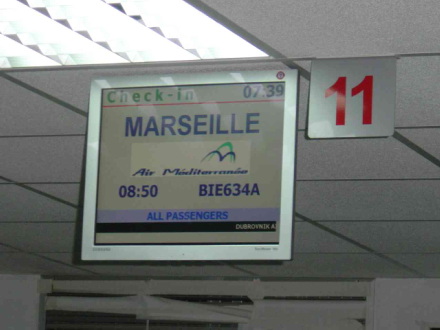 Check-in 07:39
11
MARSEILLE
Air Méditerranée
08:50 BIE634A
ALL PASSENGERS
DUBROVNIK A